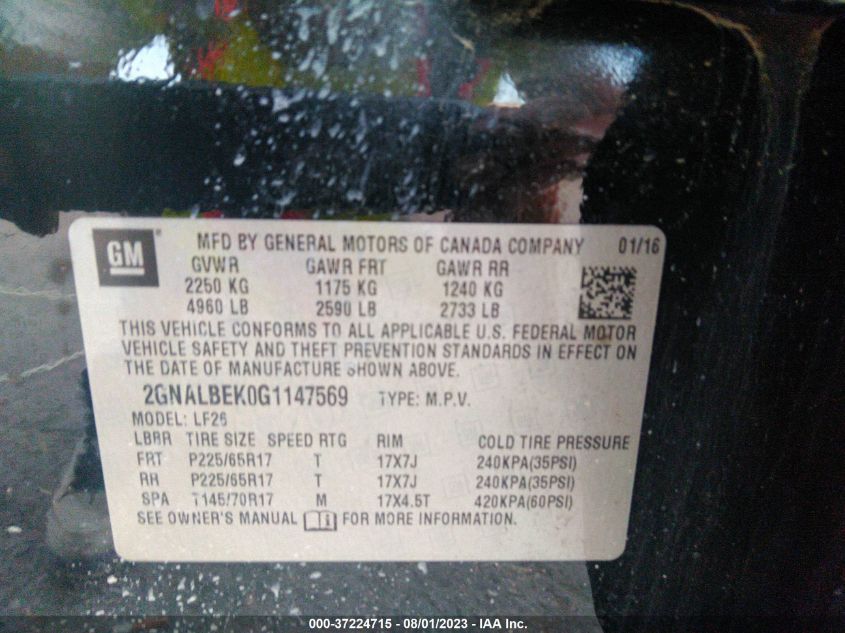 GM ® MFD BY GENERAL MOTORS OF CANADA COMPANY 01/16
GVWR GAWR FRT GAWR RR
2250 KG 1175 KG 1240 KG
4960 LB 2590 LB 2733 LB
THIS VEHICLE CONFORMS TO ALL APPLICABLE U.S. FEDERAL MOTOR
VEHICLE SAFETY AND THEFT PREVENTION STANDARDS IN EFFECT ON
THE DATE OF MANUFACTURE SHOWN ABOVE.
2GNALBEK0G1147569 TYPE: M.P.V.
MODEL: LF26
LBRR TIRE SIZE SPEED RTG RIM COLD TIRE PRESSURE
FRT P225/65R17 T 17X7J 240KPA(35PSI)
RR P225/65R17 T 17X7J 240KPA(35PSI)
SPA T145/70R17 M 17X4.5T 420KPA(60PSI)
SEE OWNER'S MANUAL i FOR MORE INFORMATION.
000-37224715 - 08/01/2023 - IAA Inc.